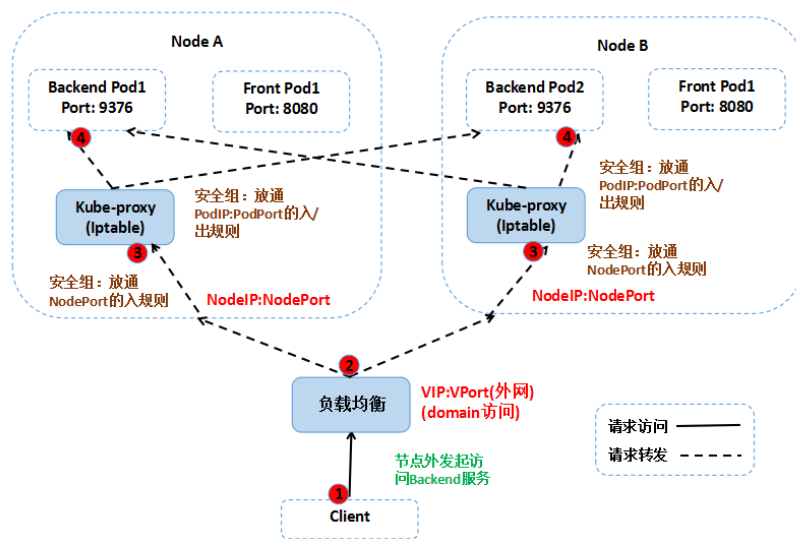 Node A
Backend Pod1
Port: 9376
Front Pod1
Port: 8080
4
Kube-proxy
(Iptable)
3
安全组：放通
PodIP:PodPort的入/
出规则
安全组：放通
NodePort的入规则
NodeIP:NodePort
Node B
Backend Pod2
Port: 9376
Front Pod1
Port: 8080
4
安全组：放通
PodIP:PodPort的入/
出规则
Kube-proxy
(Iptable)
3
安全组：放通
NodePort的入规则
NodeIP:NodePort
2
负载均衡
VIP:VPort(外网)
(domain访问)
节点外发起访
问Backend服务
1
Client
请求访问
请求转发